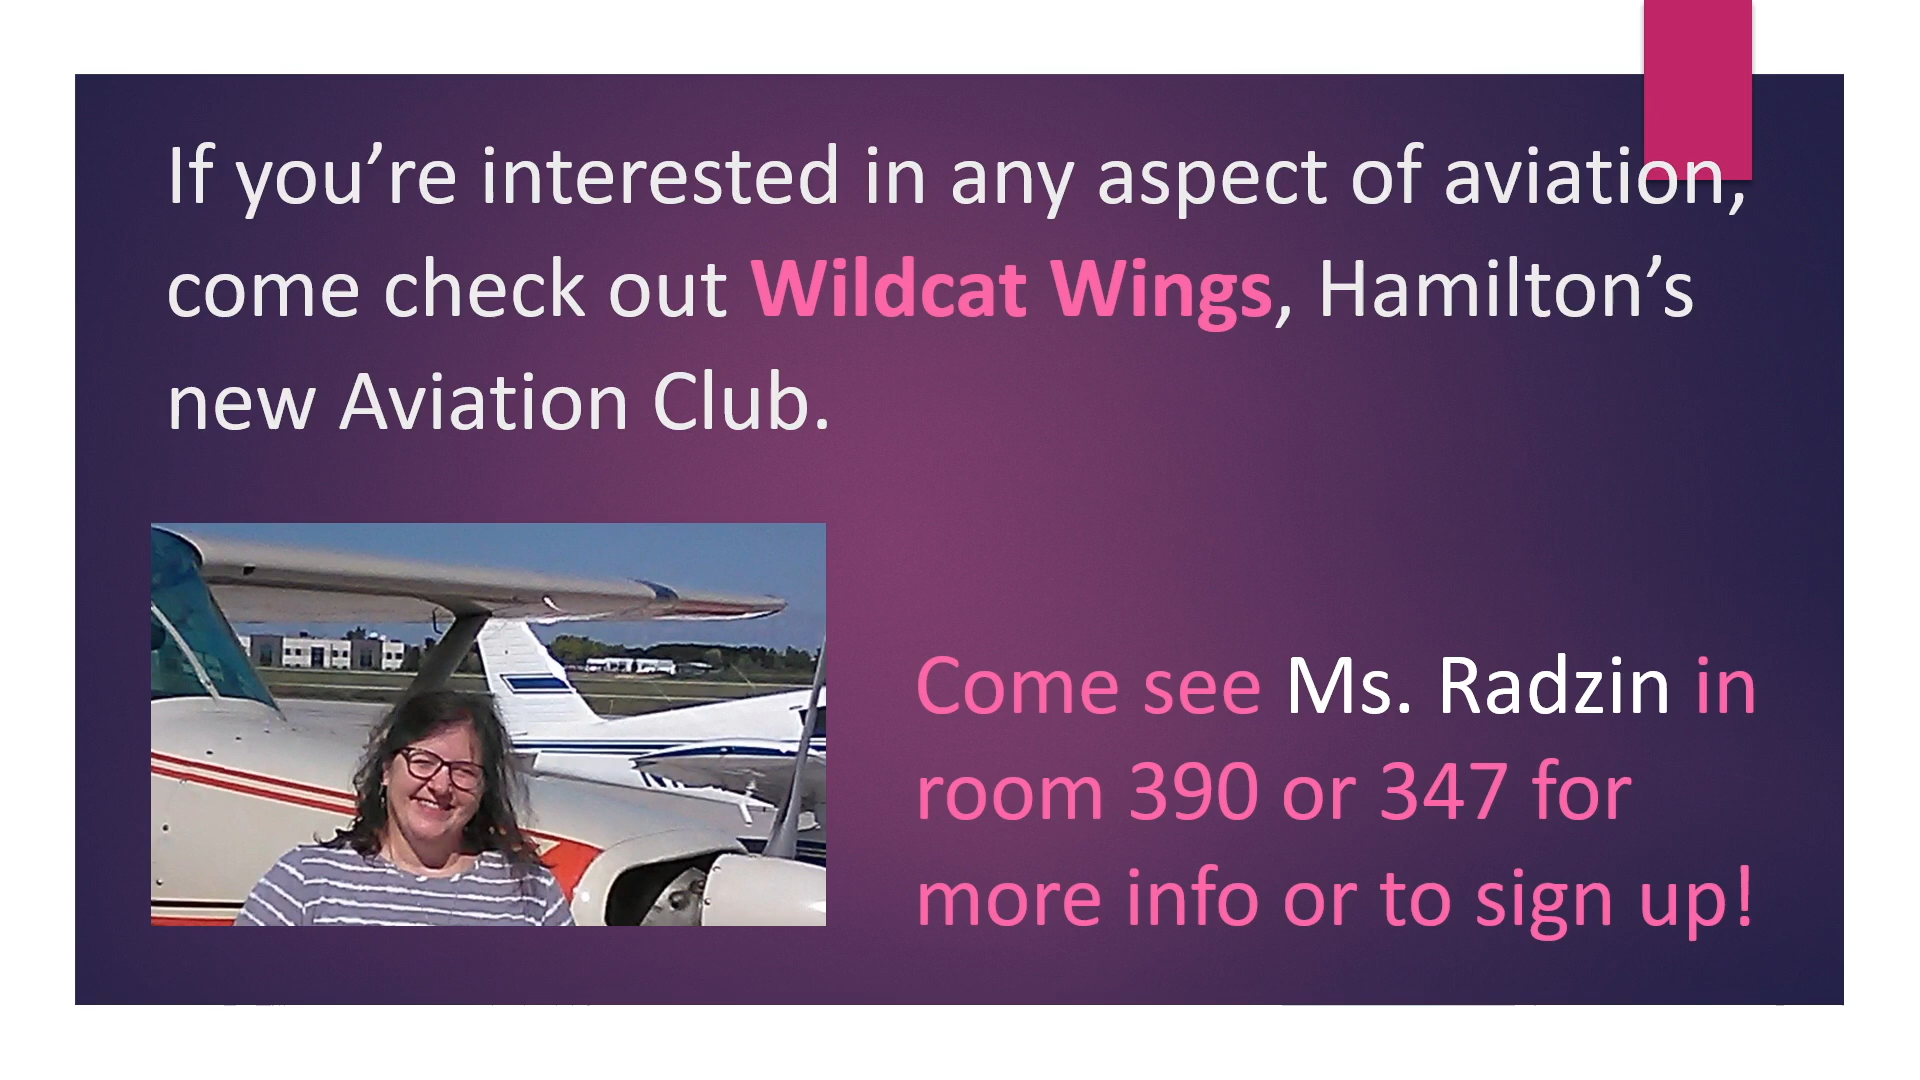 If you’re interested in any aspect of aviation,
come check out Wildcat Wings, Hamilton’s
new Aviation Club.
Come see Ms. Radzin in
room 390 or 347 for
more info or to sign up!